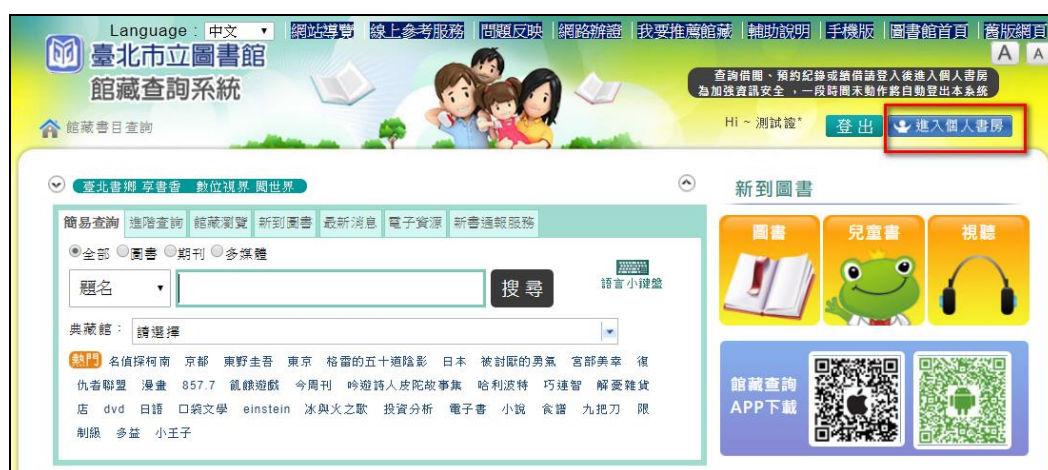 Language : 中文 | 網站導覽 | 線上參考服務 | 問題反映 | 網路辦證 | 我要推薦館藏 | 輔助說明 | 手機版 | 圖書館首頁 | 舊版網頁
臺北市立圖書館
館藏查詢系統
A A
查詢借閱、預約紀錄或續借請登入後進入個人書房
為加強資訊安全，一段時間未動作將自動登出本系統
館藏書目查詢
Hi ~ 測試證* 登出 進入個人書房
臺北書鄉 享書香 數位視界 閱世界
簡易查詢 進階查詢 館藏瀏覽 新到圖書 最新消息 電子資源 新書通報服務
全部 圖書 期刊 多媒體
題名 搜尋 語言小鍵盤
典藏館： 請選擇
熱門 名偵探柯南 京都 東野圭吾 東京 格雷的五十道陰影 日本 被討厭的勇氣 宮部美幸 復
仇者聯盟 漫畫 857.7 飢餓遊戲 今周刊 吟遊詩人皮陀故事集 哈利波特 巧連智 解憂雜貨
店 dvd 日語 口袋文學 einstein 冰與火之歌 投資分析 電子書 小說 食譜 九把刀 限
制級 多益 小王子
新到圖書
圖書 兒童書 視聽
館藏查詢
APP下載